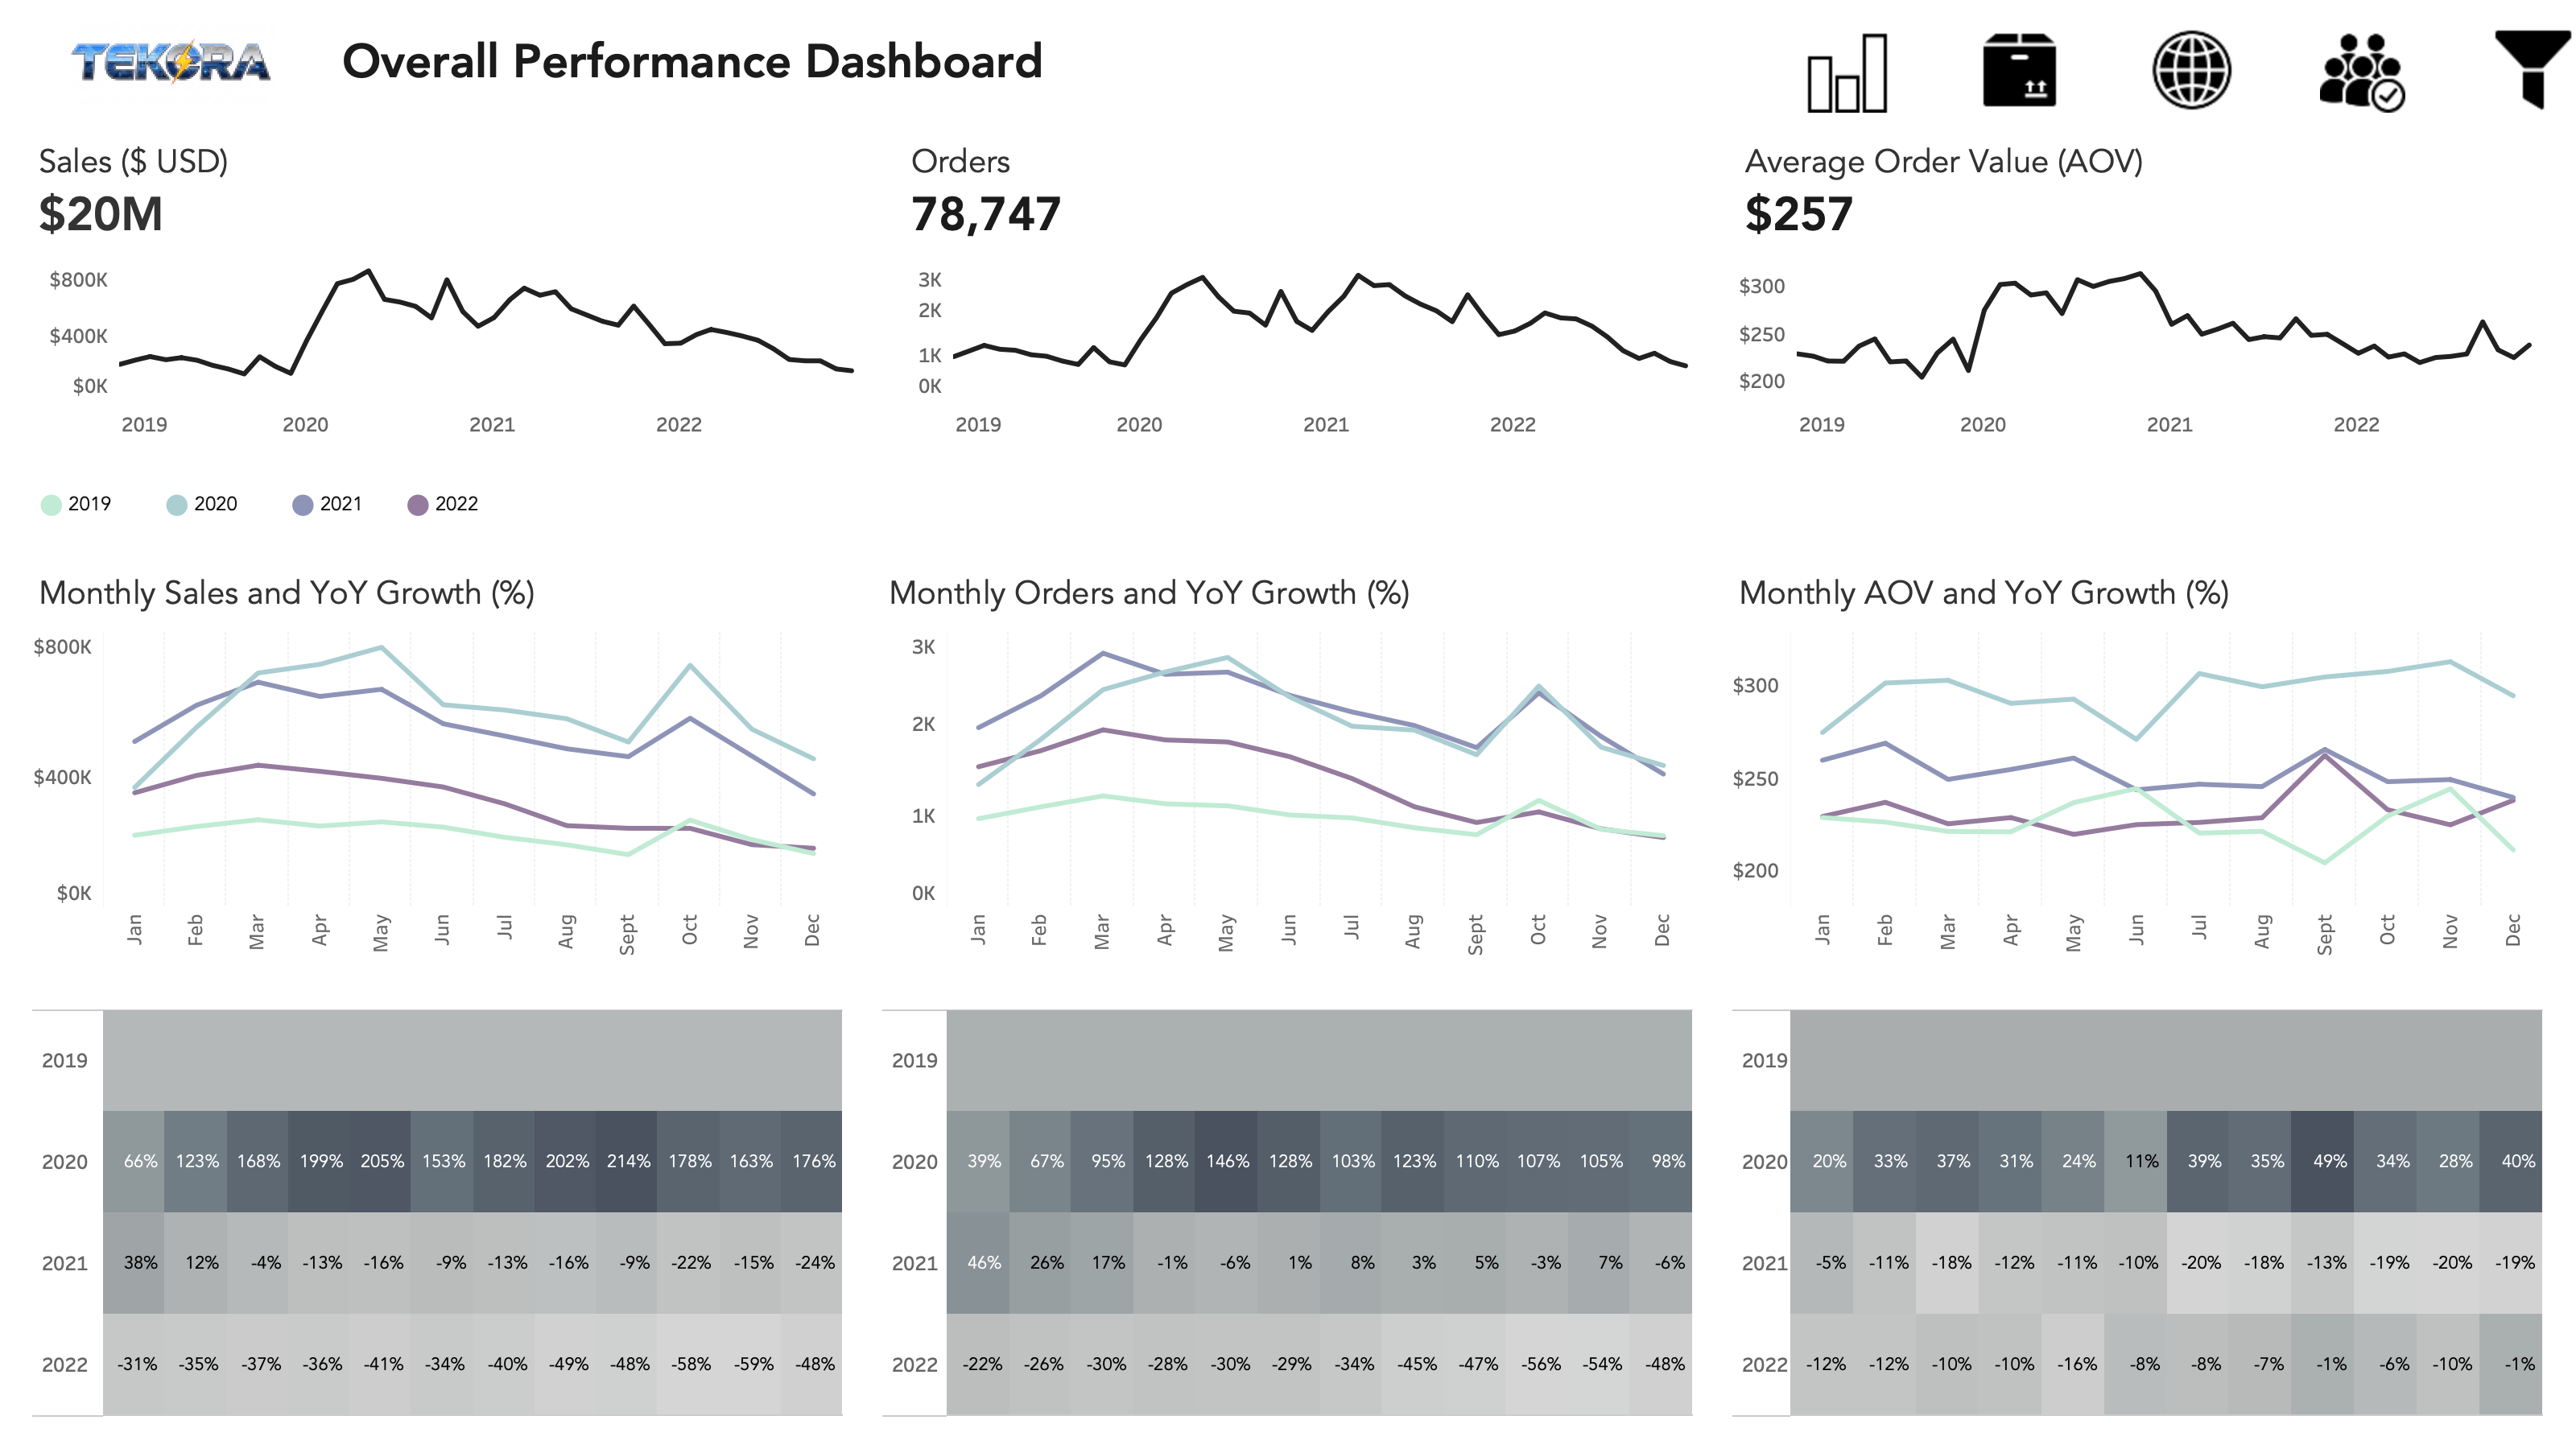 TEKORA
Overall Performance Dashboard
Sales ($ USD)
$20M
$800K
$400K
$0K
2019 2020 2021 2022
Orders
78,747
3K
2K
1K
0K
2019 2020 2021 2022
Average Order Value (AOV)
$257
$300
$250
$200
2019 2020 2021 2022
2019 2020 2021 2022
Monthly Sales and YoY Growth (%)
$800K
$400K
$0K
Jan Feb Mar Apr May Jun Jul Aug Sept Oct Nov Dec
2019
2020 66% 123% 168% 199% 205% 153% 182% 202% 214% 178% 163% 176%
2021 38% 12% -4% -13% -16% -9% -13% -16% -9% -22% -15% -24%
2022 -31% -35% -37% -36% -41% -34% -40% -49% -48% -58% -59% -48%
Monthly Orders and YoY Growth (%)
3K
2K
1K
0K
Jan Feb Mar Apr May Jun Jul Aug Sept Oct Nov Dec
2019
2020 39% 67% 95% 128% 146% 128% 103% 123% 110% 107% 105% 98%
2021 46% 26% 17% -1% -6% 1% 8% 3% 5% -3% 7% -6%
2022 -22% -26% -30% -28% -30% -29% -34% -45% -47% -56% -54% -48%
Monthly AOV and YoY Growth (%)
$300
$250
$200
Jan Feb Mar Apr May Jun Jul Aug Sept Oct Nov Dec
2019
2020 20% 33% 37% 31% 24% 11% 39% 35% 49% 34% 28% 40%
2021 -5% -11% -18% -12% -11% -10% -20% -18% -13% -19% -20% -19%
2022 -12% -12% -10% -10% -16% -8% -8% -7% -1% -6% -10% -1%